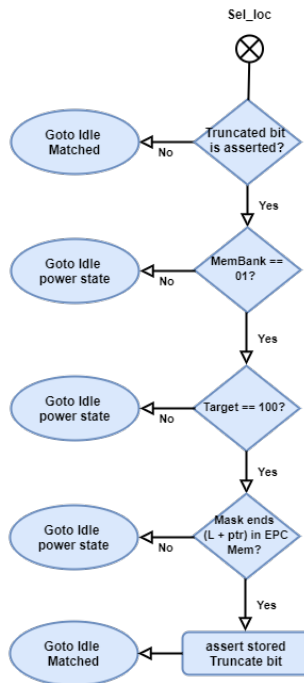 Sel_loc
Goto Idle
Matched
No
Truncated bit
is asserted?
Yes
Goto Idle
power state
No
MemBank ==
01?
Yes
Goto Idle
power state
No
Target == 100?
Yes
Goto Idle
power state
No
Mask ends
(L + ptr) in EPC
Mem?
Yes
Goto Idle
Matched
assert stored
Truncate bit